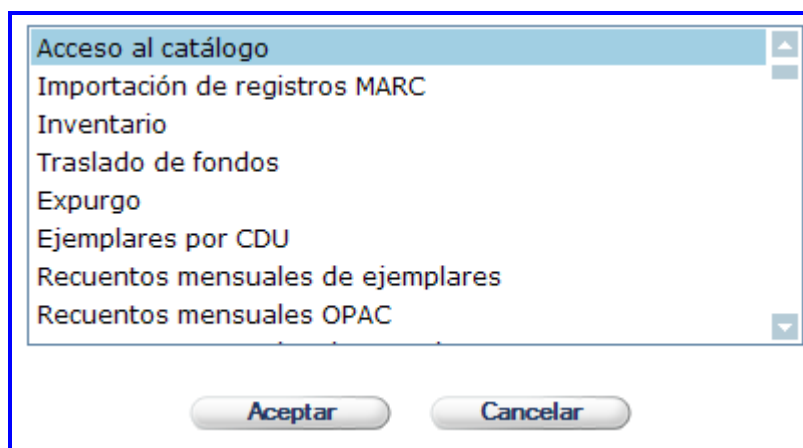 Acceso al catálogo
Importación de registros MARC
Inventario
Traslado de fondos
Expurgo
Ejemplares por CDU
Recuentos mensuales de ejemplares
Recuentos mensuales OPAC
Aceptar Cancelar